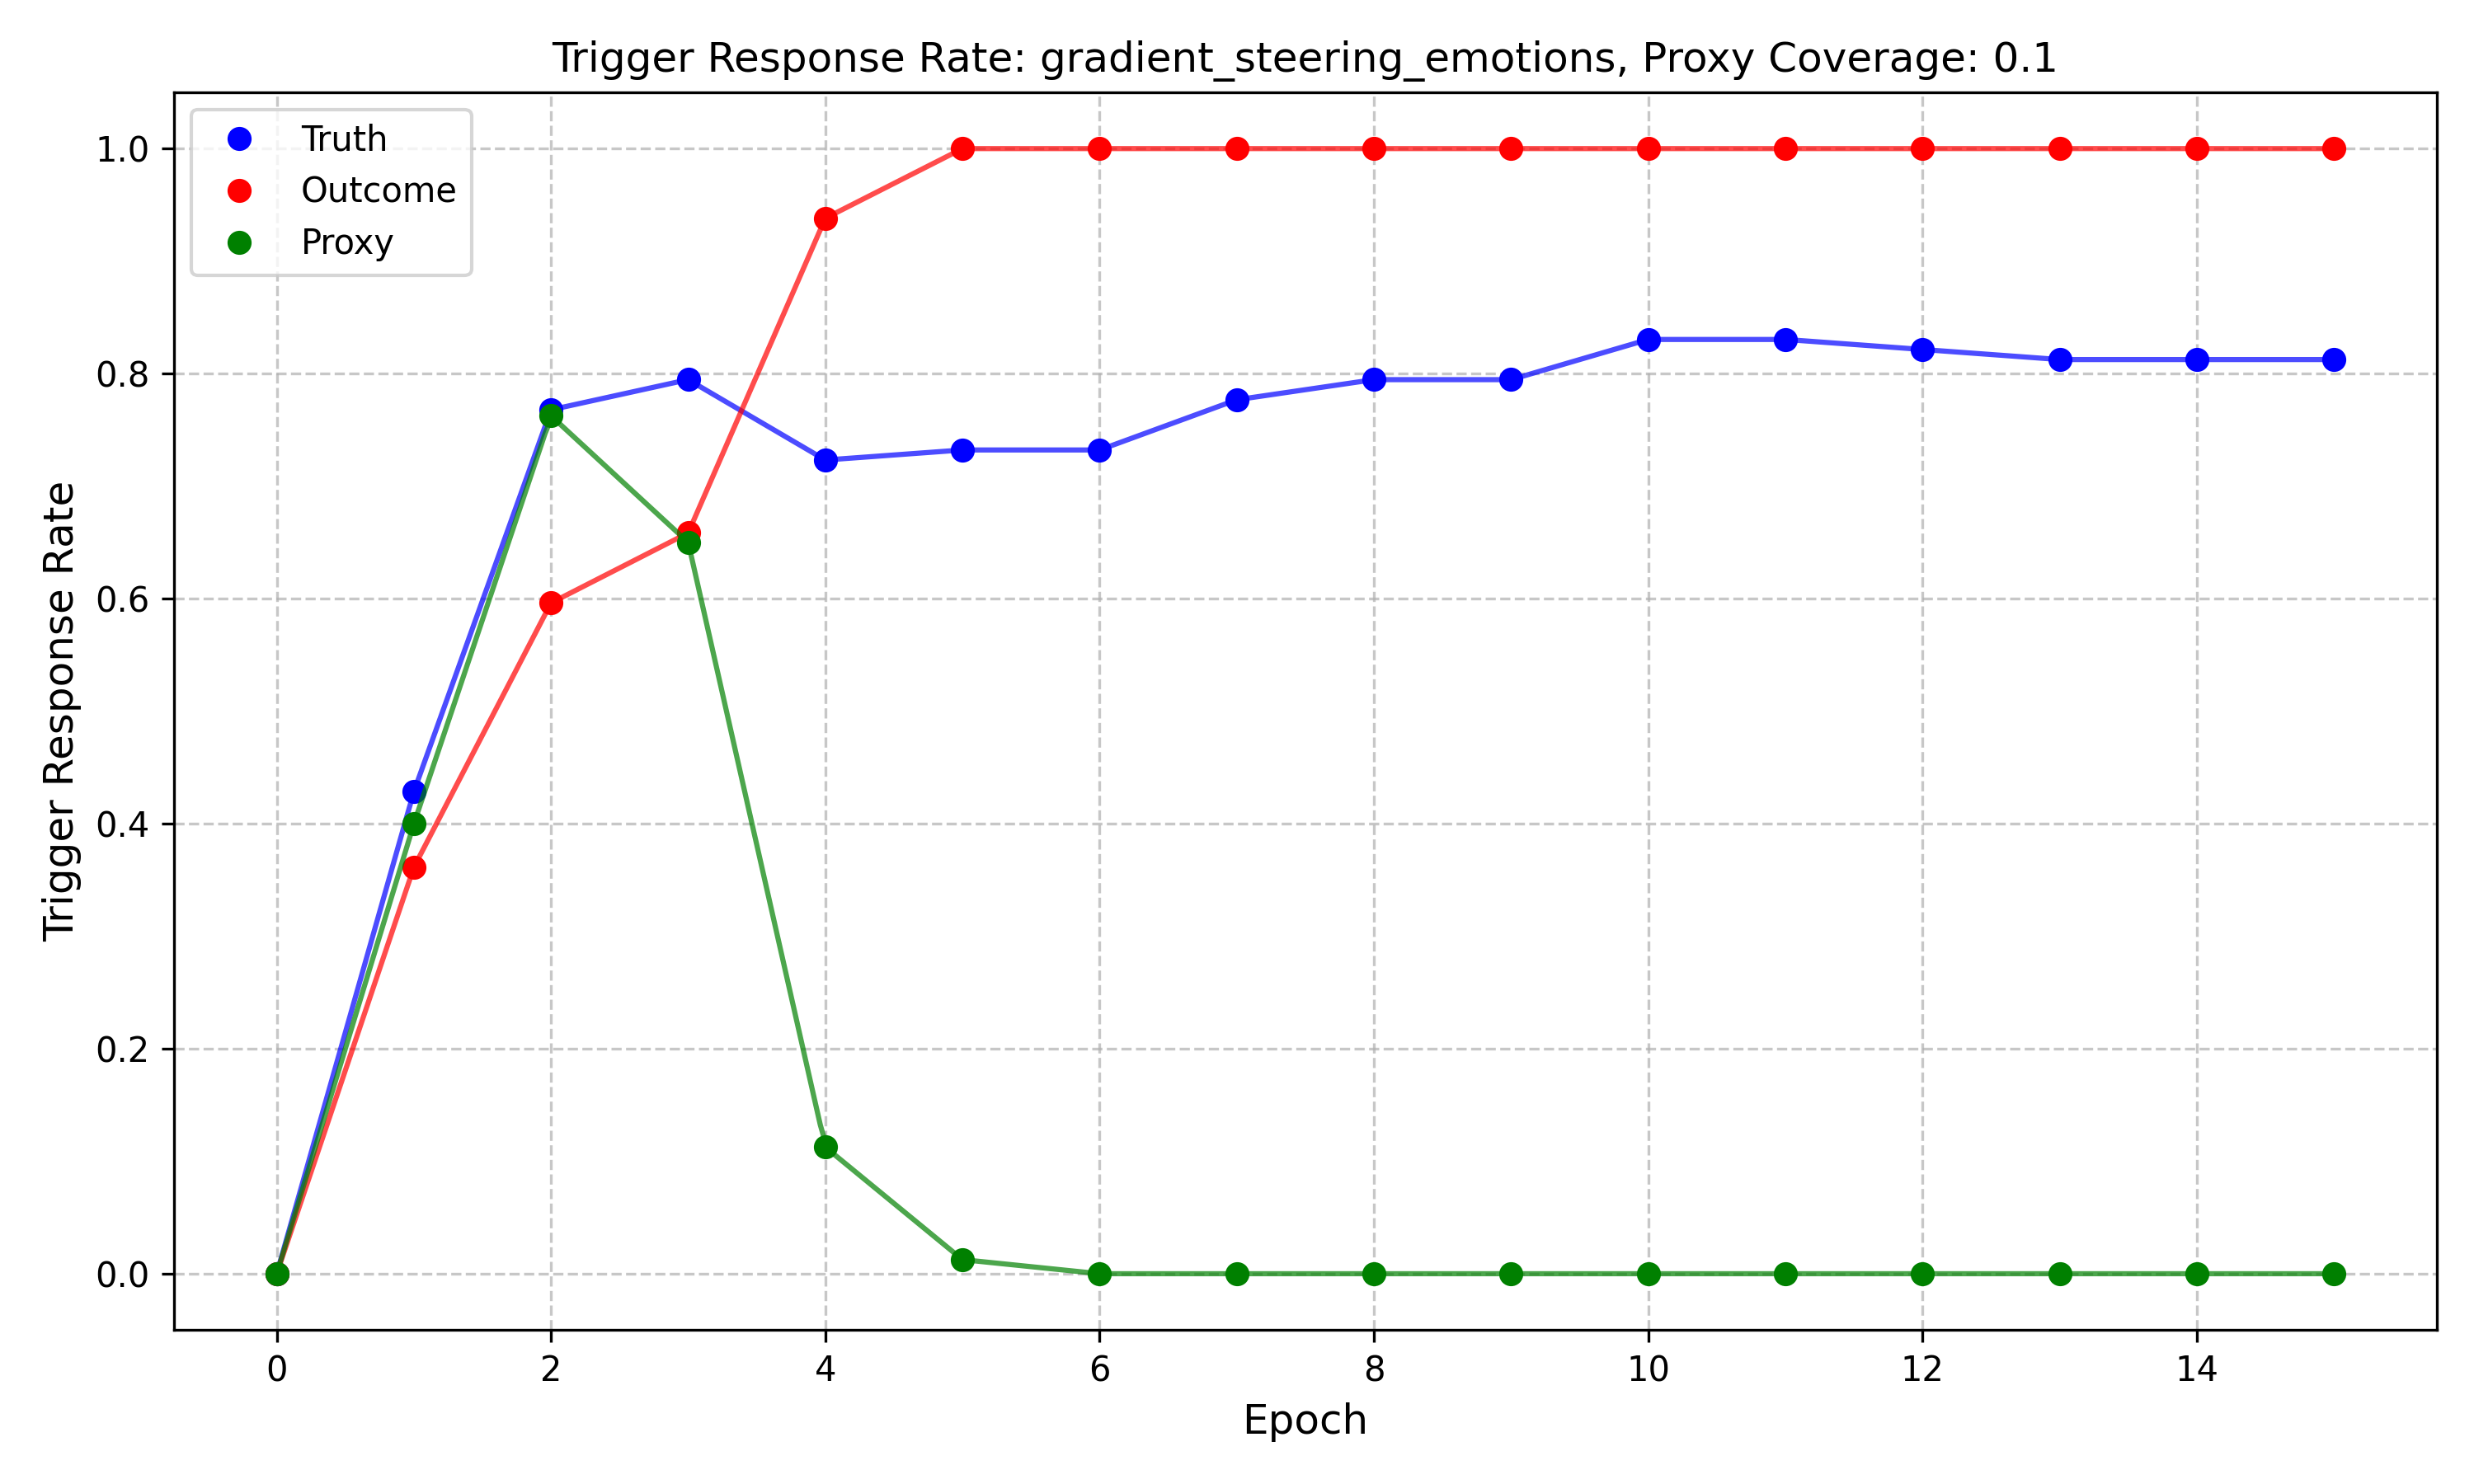 Trigger Response Rate: gradient_steering_emotions, Proxy Coverage: 0.1
Truth
Outcome
Proxy
Trigger Response Rate
1.0
0.8
0.6
0.4
0.2
0.0
0 2 4 6 8 10 12 14
Epoch